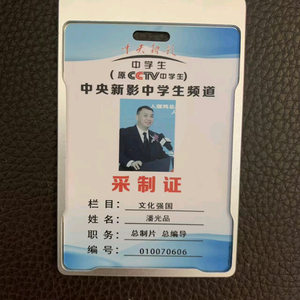 中学生
(原CCTV中学生)
中央新影中学生频道
采制证
栏目：文化强国
姓名：潘光品
职务：总制片 总编导
编号：010070606